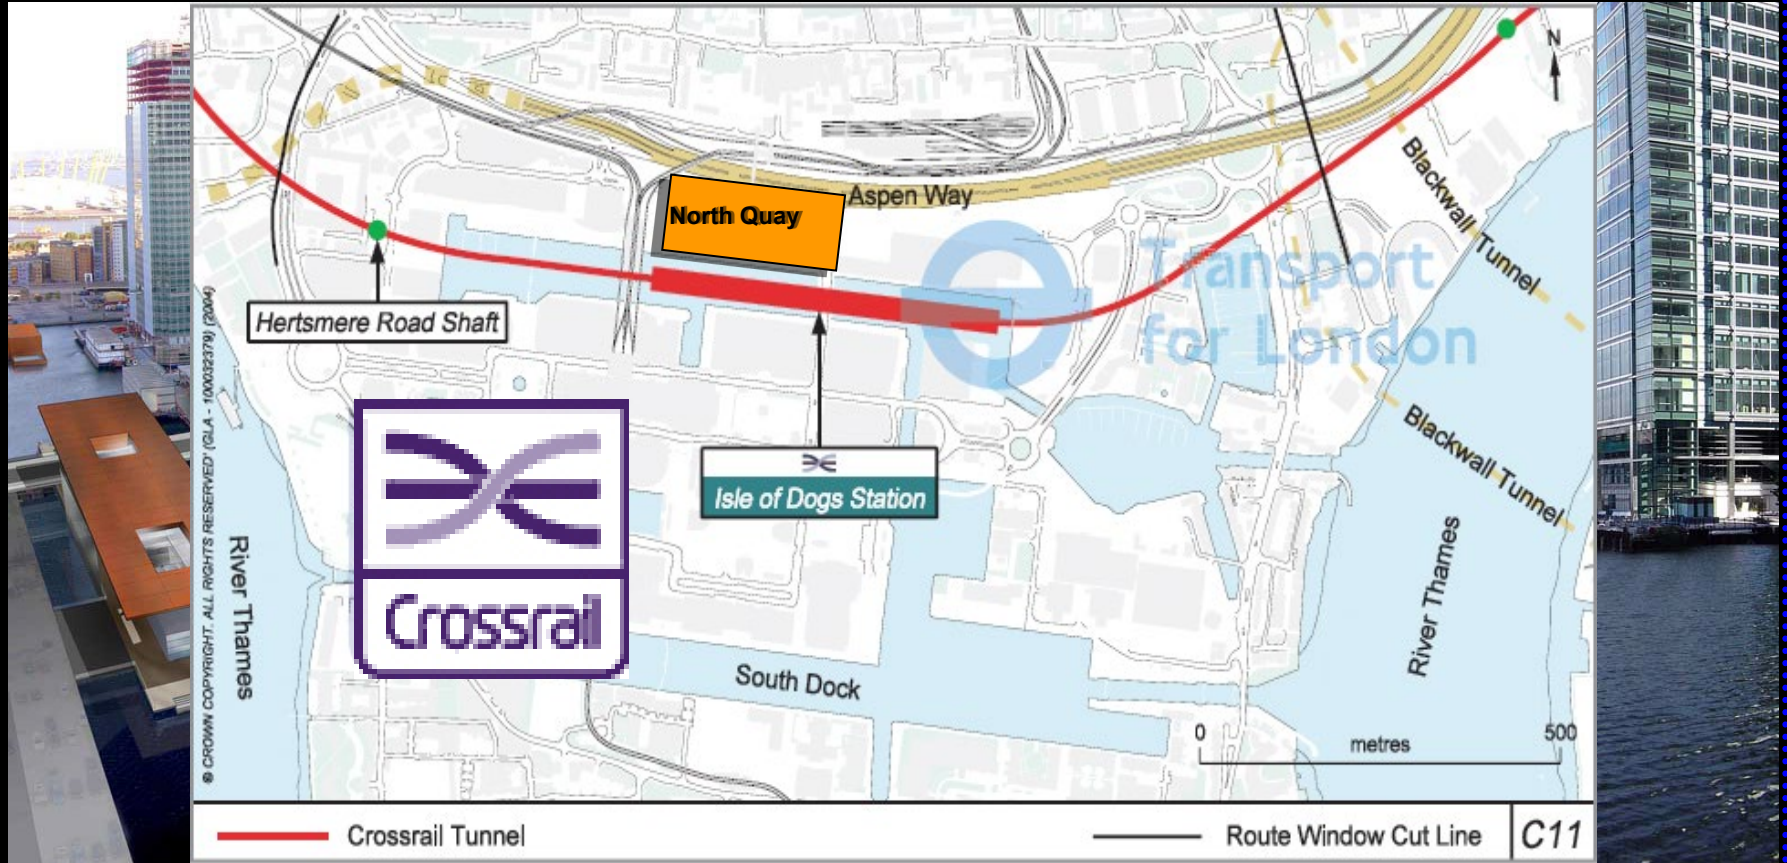 N
Aspen Way
North Quay
Blackwall Tunnel
Transport
for London
Hertsmere Road Shaft
Isle of Dogs Station
Blackwall Tunnel
© CROWN COPYRIGHT. ALL RIGHTS RESERVED (GLA - 100032379) (2004)
River Thames
Crossrail
River Thames
South Dock
0 metres 500
Crossrail Tunnel
Route Window Cut Line
C11